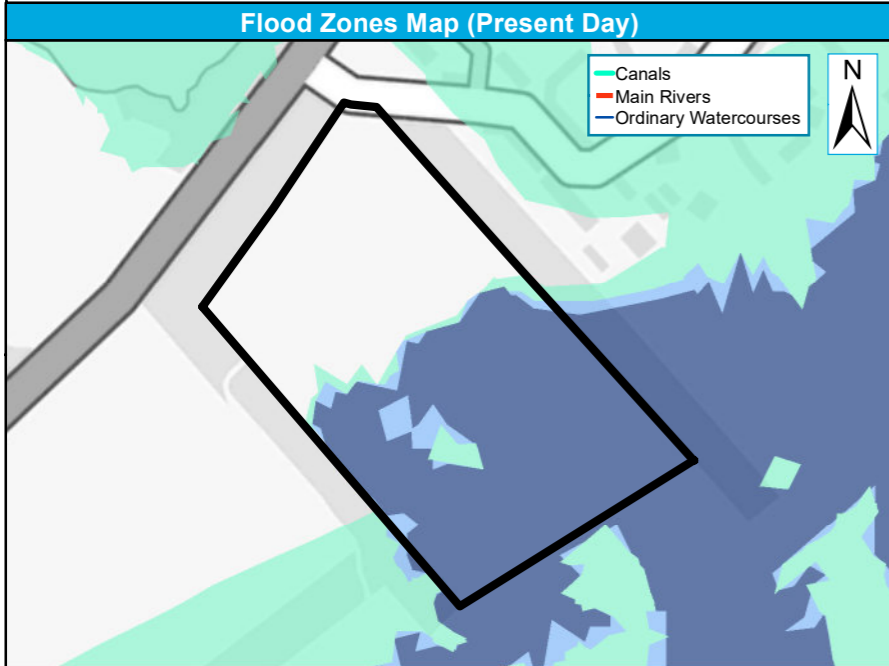 Flood Zones Map (Present Day)
Canals
Main Rivers
Ordinary Watercourses
N